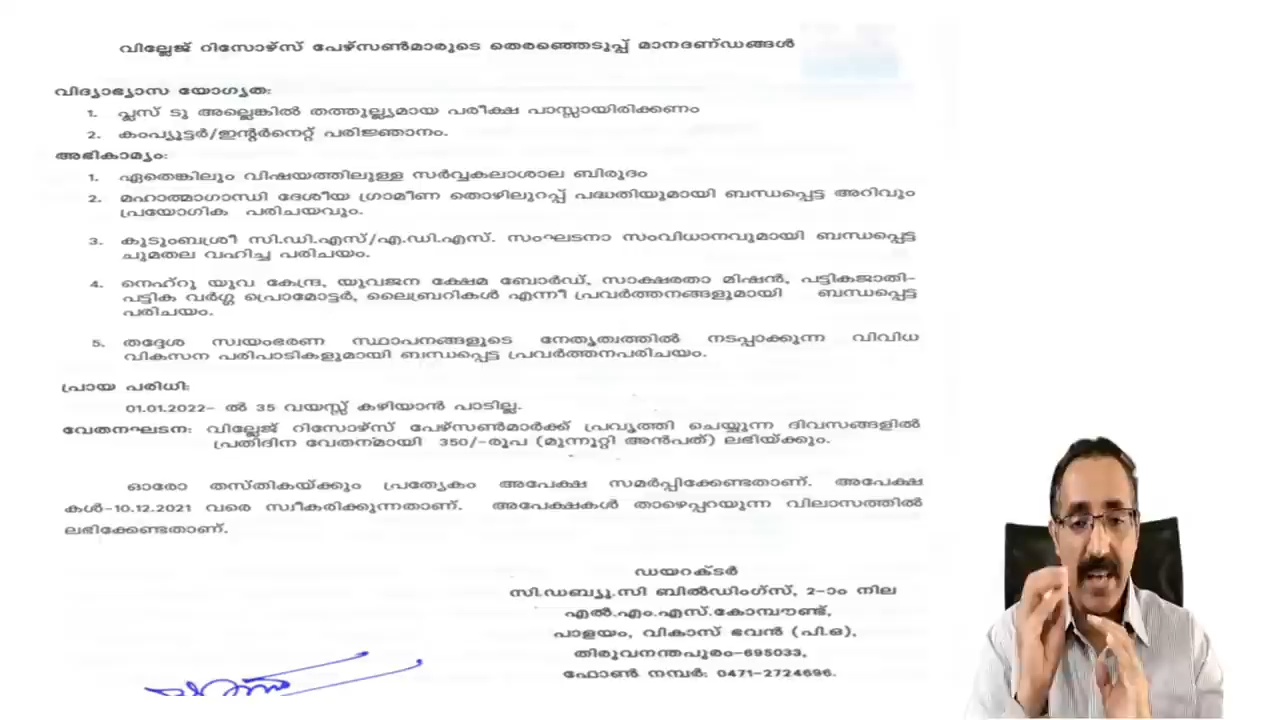 വില്ലേജ് റിസോഴ്സ് പേഴ്സൺമാരുടെ തെരഞ്ഞെടുപ്പ് മാനദണ്ഡങ്ങൾ
വിദ്യാഭ്യാസ യോഗ്യത:
1. പ്ലസ് ടു അല്ലെങ്കിൽ തത്തുല്ല്യമായ പരീക്ഷ പാസ്സായിരിക്കണം
2. കംപ്യൂട്ടർ/ഇന്റർനെറ്റ് പരിജ്ഞാനം.
അഭികാമ്യം:
1. ഏതെങ്കിലും വിഷയത്തിലുള്ള സർവ്വകലാശാല ബിരുദം
2. മഹാത്മാഗാന്ധി ദേശീയ ഗ്രാമീണ തൊഴിലുറപ്പ് പദ്ധതിയുമായി ബന്ധപ്പെട്ട അറിവും
പ്രയോഗിക പരിചയവും.
3. കുടുംബശ്രീ സി.ഡി.എസ്/എ.ഡി.എസ്. സംഘടനാ സംവിധാനവുമായി ബന്ധപ്പെട്ട
ചുമതല വഹിച്ച പരിചയം.
4. നെഹ്റു യുവ കേന്ദ്ര, യുവജന ക്ഷേമ ബോർഡ്, സാക്ഷരതാ മിഷൻ, പട്ടികജാതി-
പട്ടിക വർഗ്ഗ പ്രൊമോട്ടർ, ലൈബ്രറികൾ എന്നീ പ്രവർത്തനങ്ങളുമായി ബന്ധപ്പെട്ട
പരിചയം.
5. തദ്ദേശ സ്വയംഭരണ സ്ഥാപനങ്ങളുടെ നേതൃത്വത്തിൽ നടപ്പാക്കുന്ന വിവിധ
വികസന പരിപാടികളുമായി ബന്ധപ്പെട്ട പ്രവർത്തനപരിചയം.
പ്രായ പരിധി:
01.01.2022- ൽ 35 വയസ്സ് കഴിയാൻ പാടില്ല.
വേതനഘടന: വില്ലേജ് റിസോഴ്സ് പേഴ്സൺമാർക്ക് പ്രവൃത്തി ചെയ്യുന്ന ദിവസങ്ങളിൽ
പ്രതിദിന വേതനമായി 350/-രൂപ (മുന്നൂറ്റി അൻപത്) ലഭിയ്ക്കും.
ഓരോ തസ്തികയ്ക്കും പ്രത്യേകം അപേക്ഷ സമർപ്പിക്കേണ്ടതാണ്. അപേക്ഷ
കൾ-10.12.2021 വരെ സ്വീകരിക്കുന്നതാണ്. അപേക്ഷകൾ താഴെപ്പറയുന്ന വിലാസത്തിൽ
ലഭിക്കേണ്ടതാണ്.
ഡയറക്ടർ
സി.ഡബ്യൂ.സി ബിൽഡിംഗ്സ്, 2-ാം നില
എൽ.എം.എസ്.കോമ്പൗണ്ട്,
പാളയം, വികാസ് ഭവൻ (പി.ഒ),
തിരുവനന്തപുരം-695033,
ഫോൺ നമ്പർ: 0471-2724696.